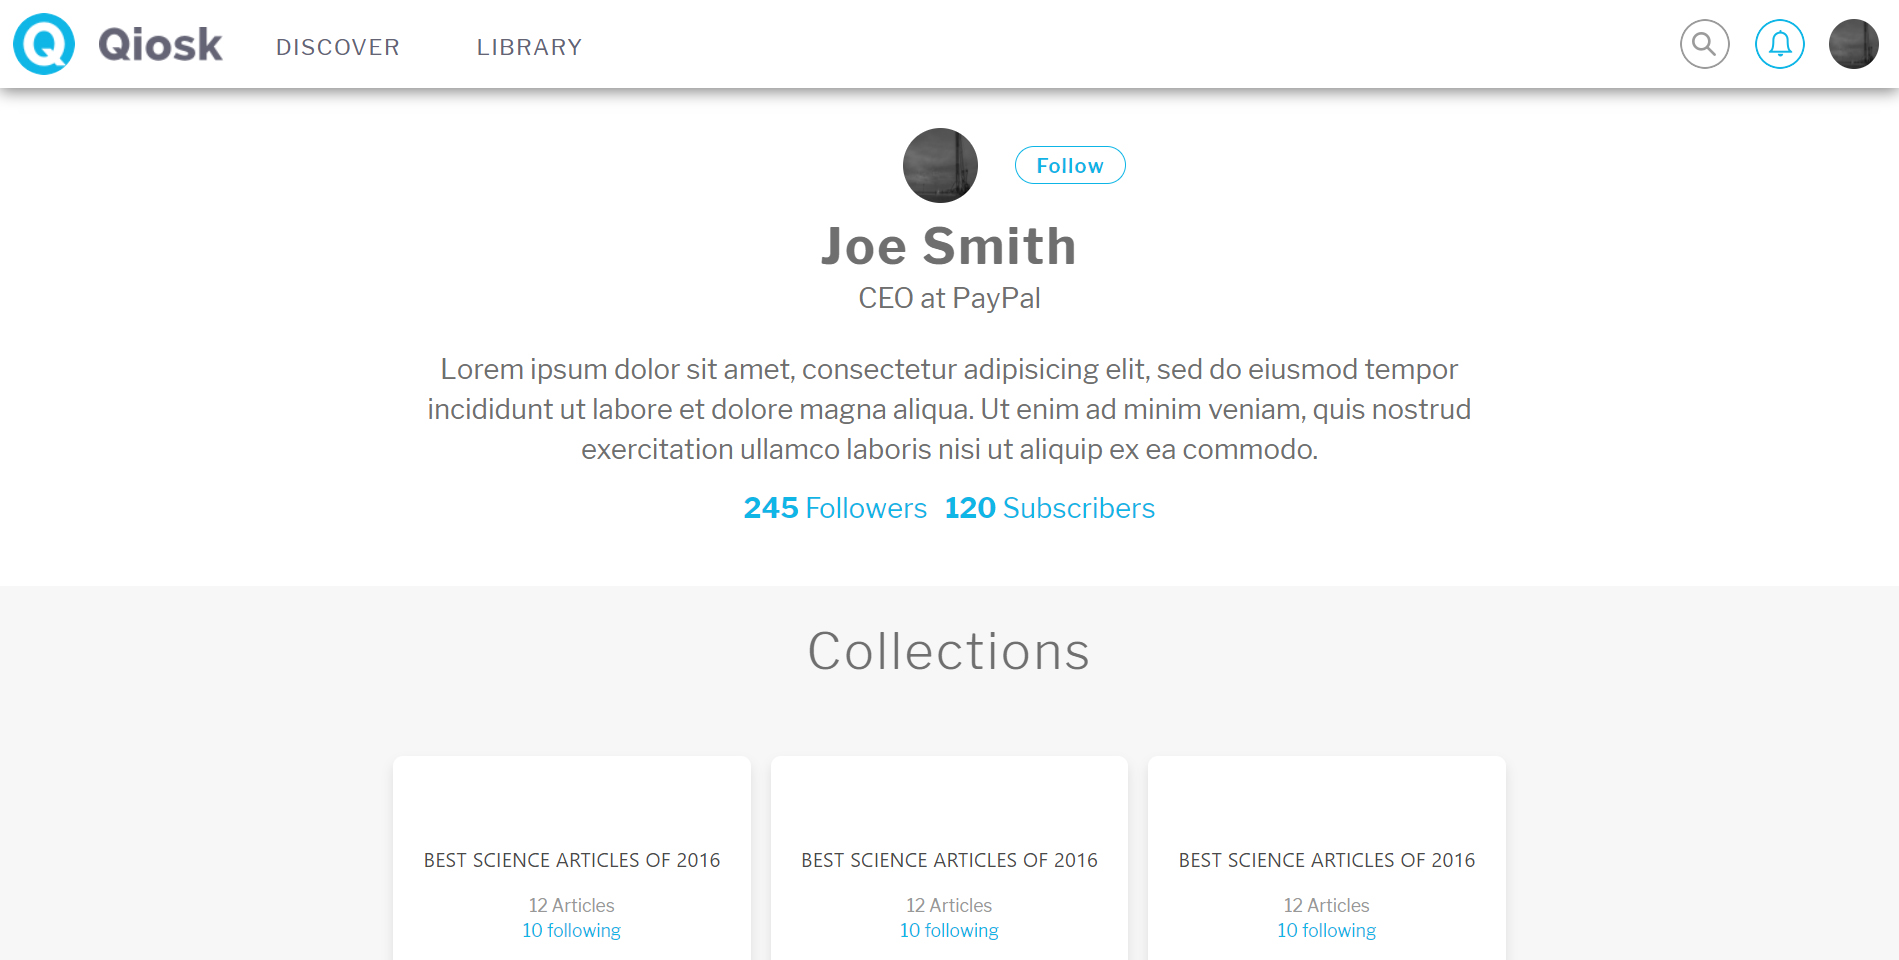 Qiosk DISCOVER LIBRARY
Follow
Joe Smith
CEO at PayPal
Lorem ipsum dolor sit amet, consectetur adipisicing elit, sed do eiusmod tempor
incididunt ut labore et dolore magna aliqua. Ut enim ad minim veniam, quis nostrud
exercitation ullamco laboris nisi ut aliquip ex ea commodo.
245 Followers 120 Subscribers
Collections
BEST SCIENCE ARTICLES OF 2016
12 Articles
10 following
BEST SCIENCE ARTICLES OF 2016
12 Articles
10 following
BEST SCIENCE ARTICLES OF 2016
12 Articles
10 following